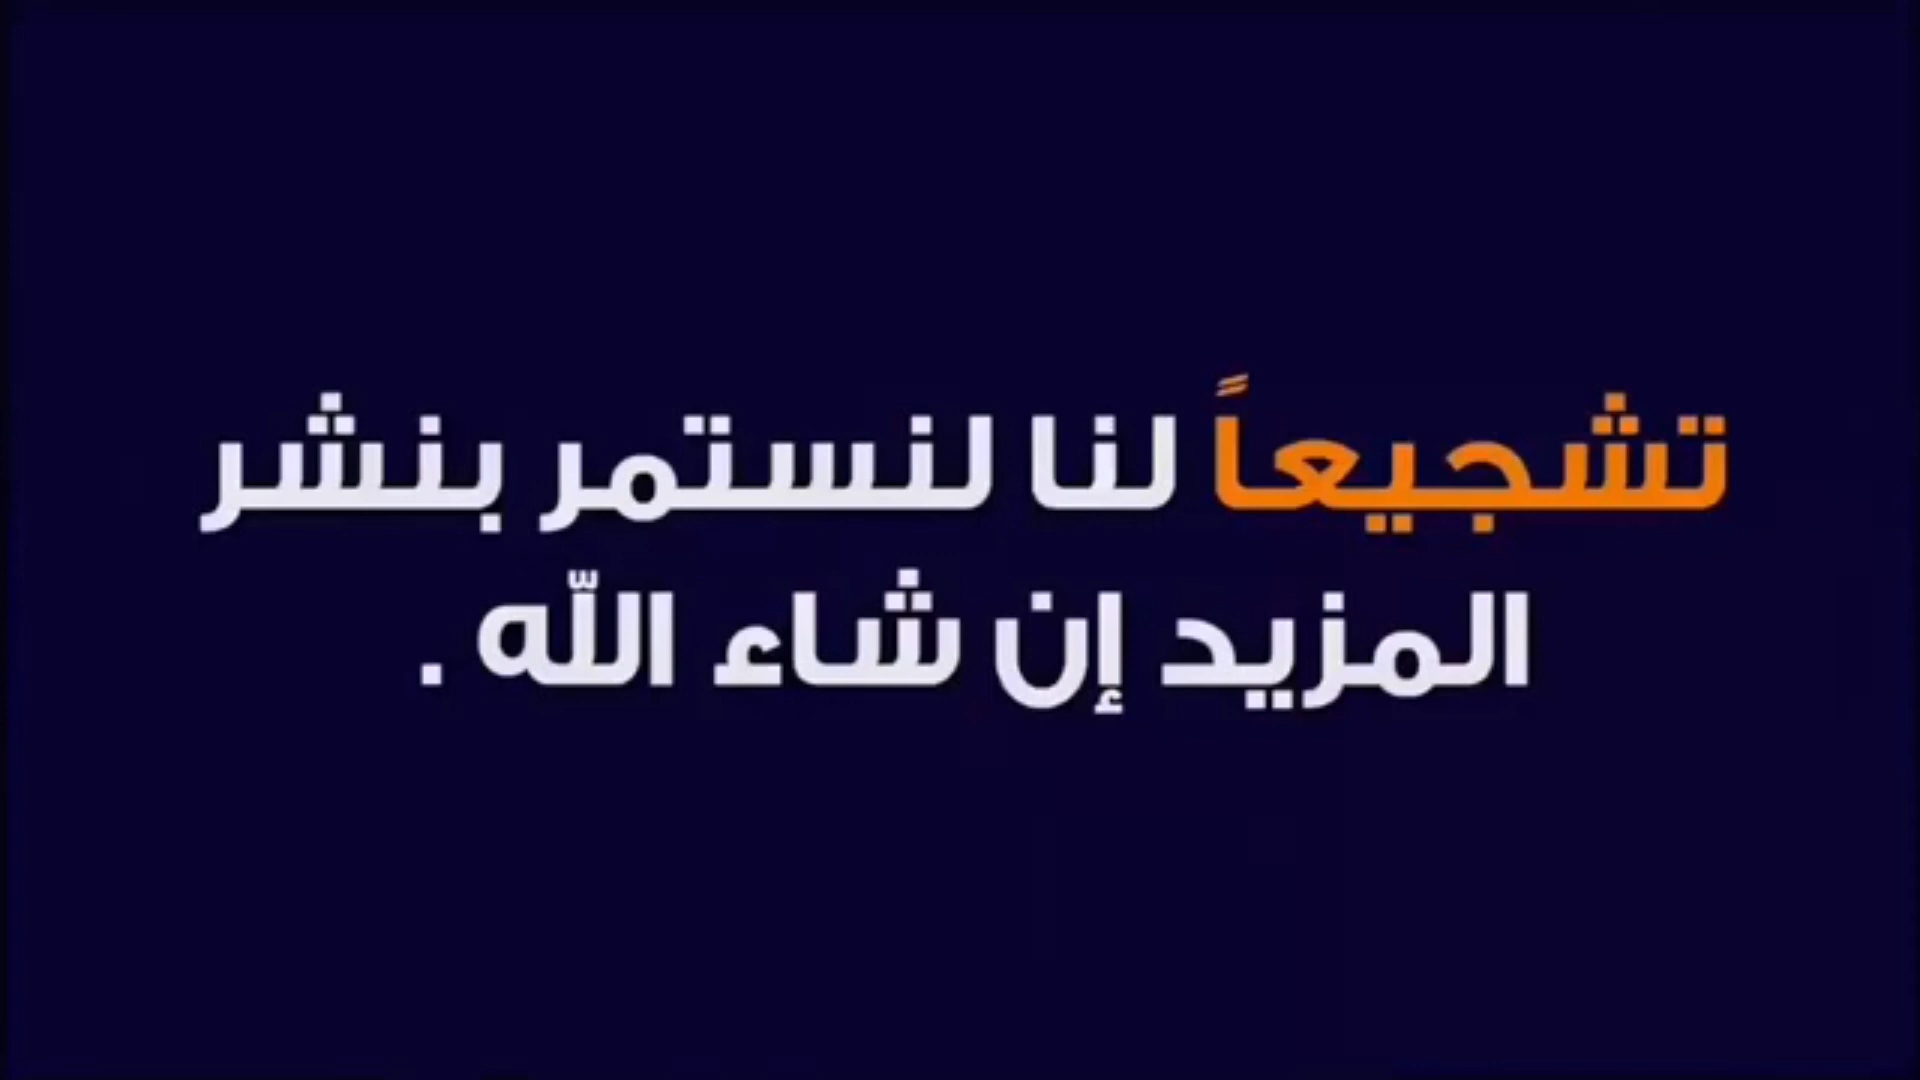 تشجيعاً لنا لنستمر بنشر
المزيد إن شاء اللّه .